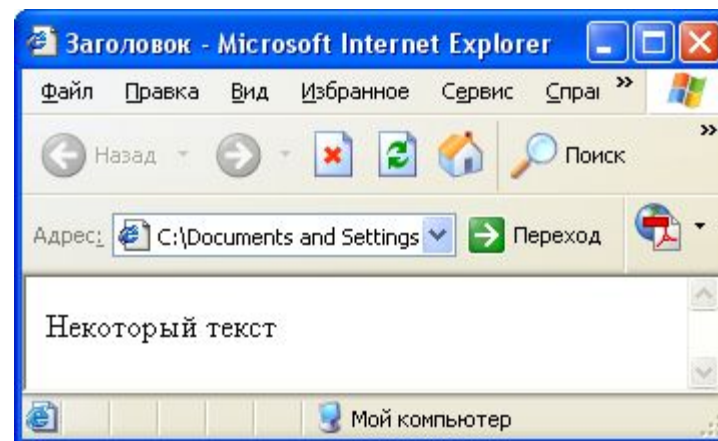 Заголовок - Microsoft Internet Explorer
Файл Правка Вид Избранное Сервис Спра »
Назад Поиск »
Адрес: C:\Documents and Settings Переход
Некоторый текст
Мой компьютер